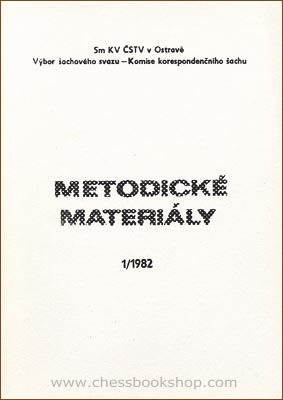 Sm KV ČSTV v Ostravě
Výbor šachového svazu – Komise korespondenčního šachu
METODICKÉ
MATERIÁLY
1/1982
www.chessbookshop.com